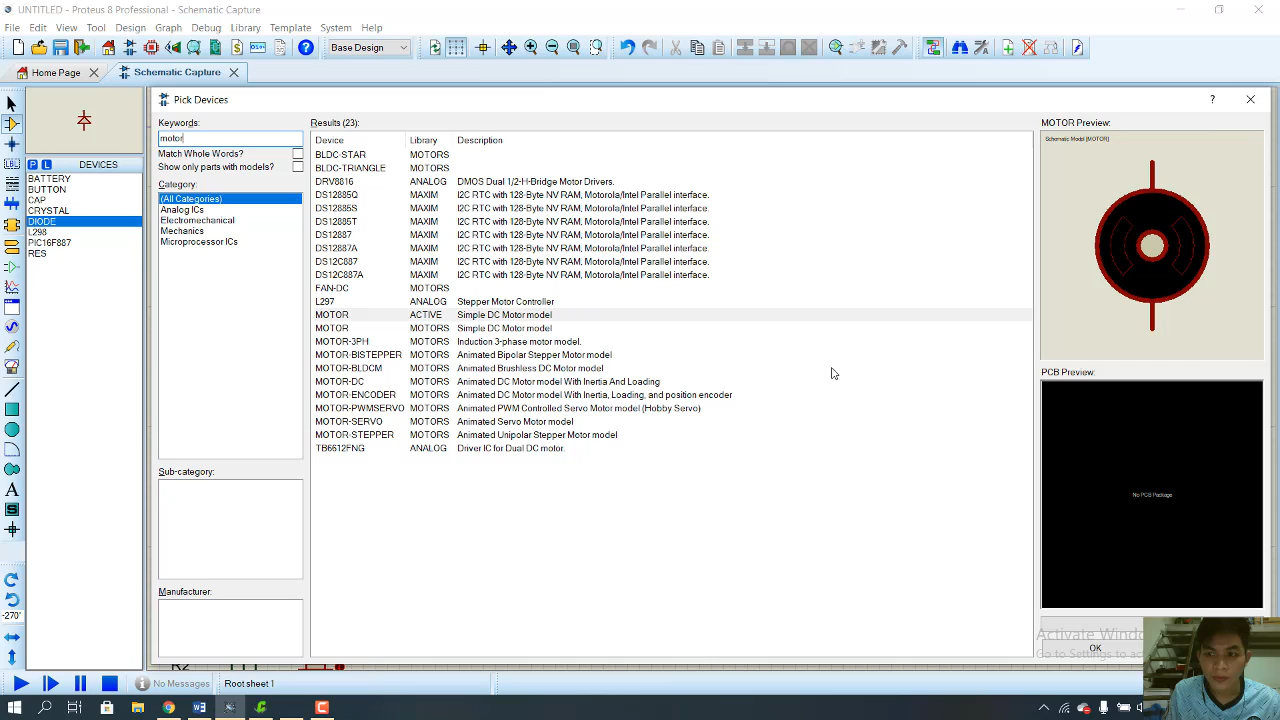 UNTITLED - Proteus 8 Professional - Schematic Capture
File Edit View Tool Design Graph Debug Library Template System Help
Base Design
Home Page
Schematic Capture
Pick Devices
Keywords:
motor
Match Whole Words?
Show only parts with models?
Category:
(All Categories)
Analog ICs
Electromechanical
Mechanics
Microprocessor ICs
Sub-category:
Manufacturer:
P L DEVICES
BATTERY
BUTTON
CAP
CRYSTAL
DIODE
L293
PIC16F887
RES
Results (23):
Device Library Description
BLDC-STAR MOTORS
BLDC-TRIANGLE MOTORS
DRV8816 ANALOG DMOS Dual 1/2-H-Bridge Motor Drivers.
DS12885Q MAXIM I2C RTC with 128-Byte NV RAM, Motorola/Intel Parallel interface.
DS12885S MAXIM I2C RTC with 128-Byte NV RAM, Motorola/Intel Parallel interface.
DS12885T MAXIM I2C RTC with 128-Byte NV RAM, Motorola/Intel Parallel interface.
DS12887 MAXIM I2C RTC with 128-Byte NV RAM, Motorola/Intel Parallel interface.
DS12887A MAXIM I2C RTC with 128-Byte NV RAM, Motorola/Intel Parallel interface.
DS12C887 MAXIM I2C RTC with 128-Byte NV RAM, Motorola/Intel Parallel interface.
DS12C887A MAXIM I2C RTC with 128-Byte NV RAM, Motorola/Intel Parallel interface.
FAN-DC MOTORS
L297 ANALOG Stepper Motor Controller
MOTOR ACTIVE Simple DC Motor model
MOTOR MOTORS Simple DC Motor model
MOTOR-3PH MOTORS Induction 3-phase motor model.
MOTOR-BISTEPPER MOTORS Animated Bipolar Stepper Motor model
MOTOR-BLDCM MOTORS Animated Brushless DC Motor model
MOTOR-DC MOTORS Animated DC Motor model With Inertia And Loading
MOTOR-ENCODER MOTORS Animated DC Motor model With Inertia, Loading, and position encoder
MOTOR-PWMSERVO MOTORS Animated PWM Controlled Servo Motor model (Hobby Servo)
MOTOR-SERVO MOTORS Animated Servo Motor model
MOTOR-STEPPER MOTORS Animated Unipolar Stepper Motor model
TB6612FNG ANALOG Driver IC for Dual DC motor.
MOTOR Preview:
Schematic Model [MOTOR]
PCB Preview:
No PCB Package
OK
-270°
No Messages
Root sheet 1